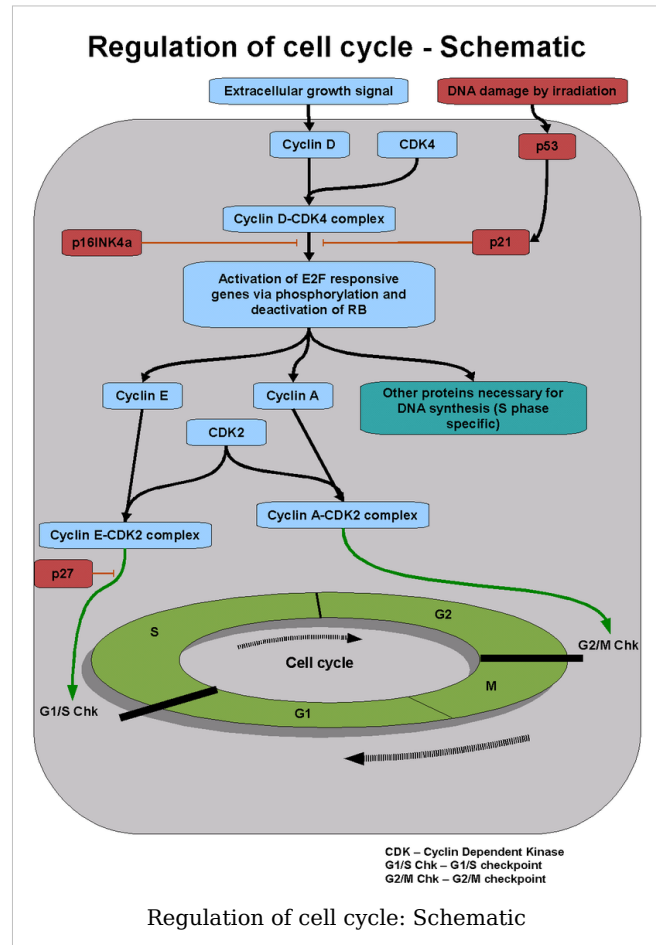 Regulation of cell cycle - Schematic
Extracellular growth signal
DNA damage by irradiation
Cyclin D
CDK4
p53
Cyclin D-CDK4 complex
p16INK4a
p21
Activation of E2F responsive
genes via phosphorylation and
deactivation of RB
Cyclin E
Cyclin A
Other proteins necessary for
DNA synthesis (S phase
specific)
CDK2
Cyclin E-CDK2 complex
Cyclin A-CDK2 complex
p27
S
G2
G2/M Chk
Cell cycle
M
G1/S Chk
G1
CDK – Cyclin Dependent Kinase
G1/S Chk – G1/S checkpoint
G2/M Chk – G2/M checkpoint
Regulation of cell cycle: Schematic